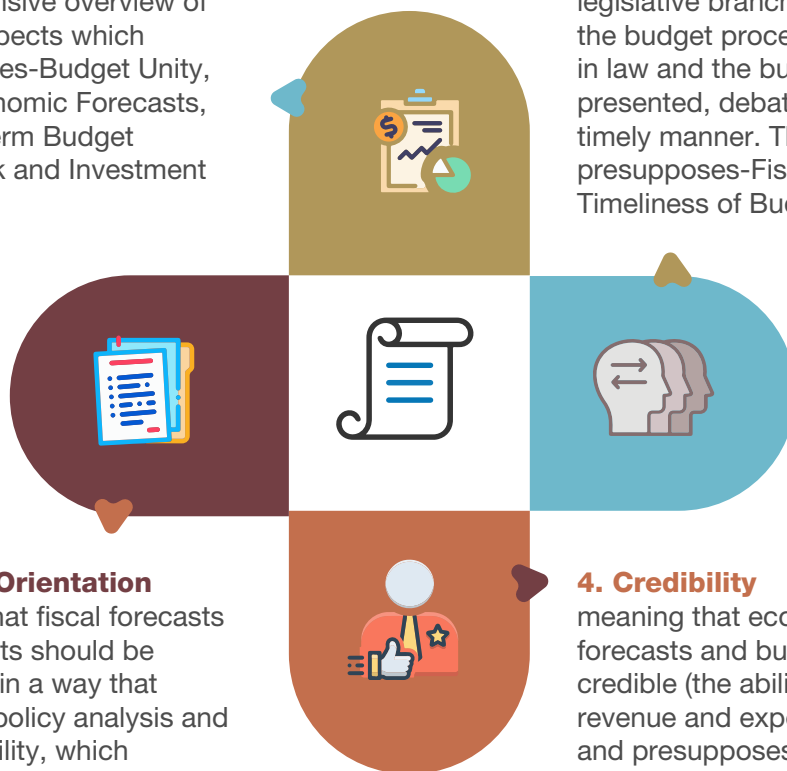 nsive overview of
pects which
es-Budget Unity,
nomic Forecasts,
erm Budget
k and Investment
legislative branch
the budget proce
in law and the bu
presented, debat
timely manner. Th
presupposes-Fis
Timeliness of Bu
$
Orientation
hat fiscal forecasts
ts should be
in a way that
policy analysis and
ility, which
4. Credibility
meaning that eco
forecasts and bu
credible (the abili
revenue and expe
and presupposes